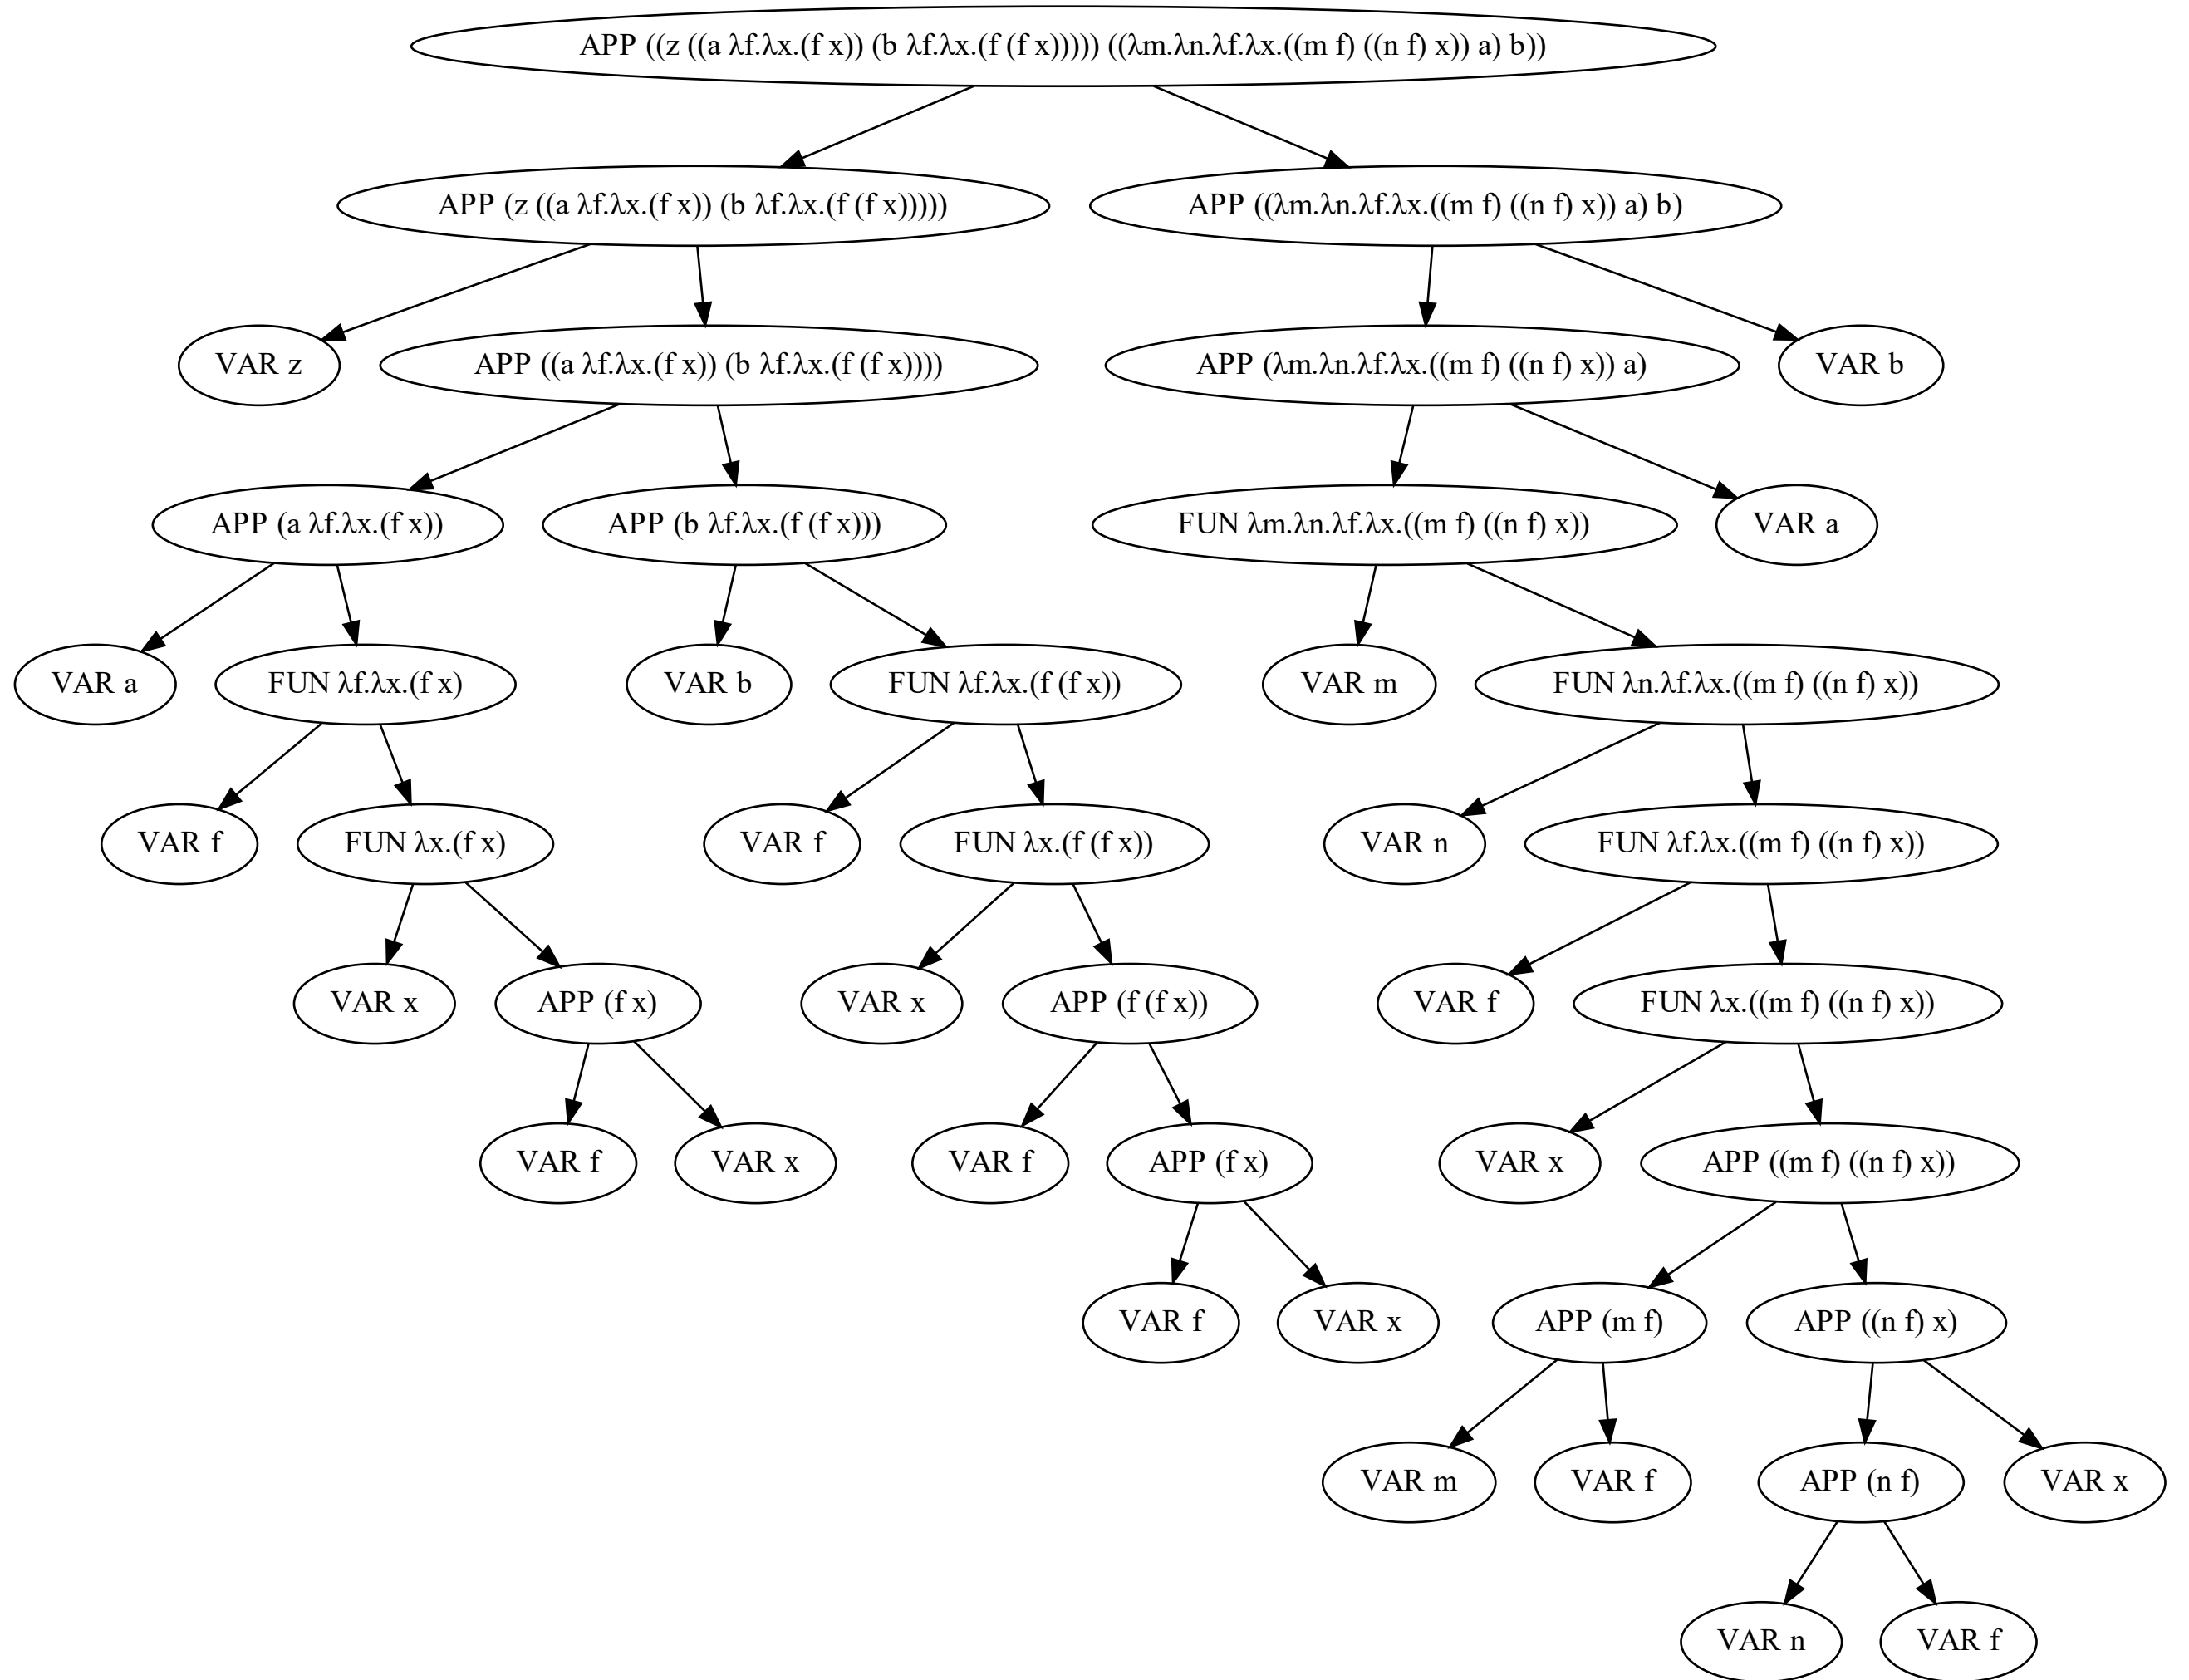 APP ((z ((a λf.λx.(f x)) (b λf.λx.(f (f x))))) ((λm.λn.λf.λx.((m f) ((n f) x)) a) b))
APP (z ((a λf.λx.(f x)) (b λf.λx.(f (f x)))))
APP ((λm.λn.λf.λx.((m f) ((n f) x)) a) b)
VAR z
APP ((a λf.λx.(f x)) (b λf.λx.(f (f x))))
APP (λm.λn.λf.λx.((m f) ((n f) x)) a)
VAR b
APP (a λf.λx.(f x))
APP (b λf.λx.(f (f x)))
FUN λm.λn.λf.λx.((m f) ((n f) x))
VAR a
VAR a
FUN λf.λx.(f x)
VAR b
FUN λf.λx.(f (f x))
VAR m
FUN λn.λf.λx.((m f) ((n f) x))
VAR f
FUN λx.(f x)
VAR f
FUN λx.(f (f x))
VAR n
FUN λf.λx.((m f) ((n f) x))
VAR x
APP (f x)
VAR x
APP (f (f x))
VAR f
FUN λx.((m f) ((n f) x))
VAR f
VAR x
VAR f
APP (f x)
VAR x
APP ((m f) ((n f) x))
VAR f
VAR x
APP (m f)
APP ((n f) x)
VAR m
VAR f
APP (n f)
VAR x
VAR n
VAR f